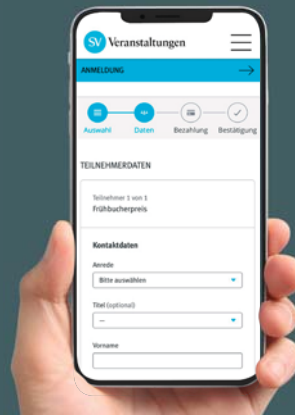 SV Veranstaltungen
ANMELDUNG
Auswahl Daten Bezahlung Bestätigung
TEILNEHMERDATEN
Teilnehmer 1 von 1
Frühbucherpreis
Kontaktdaten
Anrede
Bitte auswählen
Titel (optional)
—
Vorname